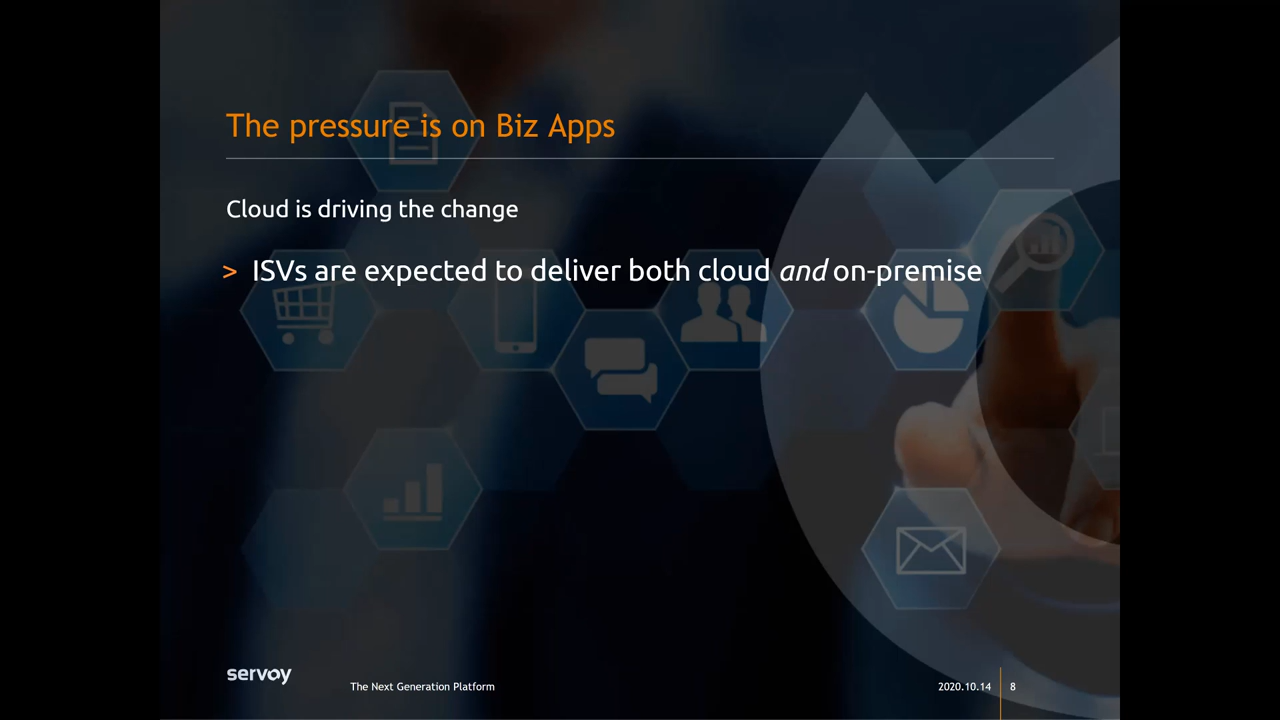 The pressure is on Biz Apps
Cloud is driving the change
> ISVs are expected to deliver both cloud and on-premise
servoy
The Next Generation Platform
2020.10.14
8